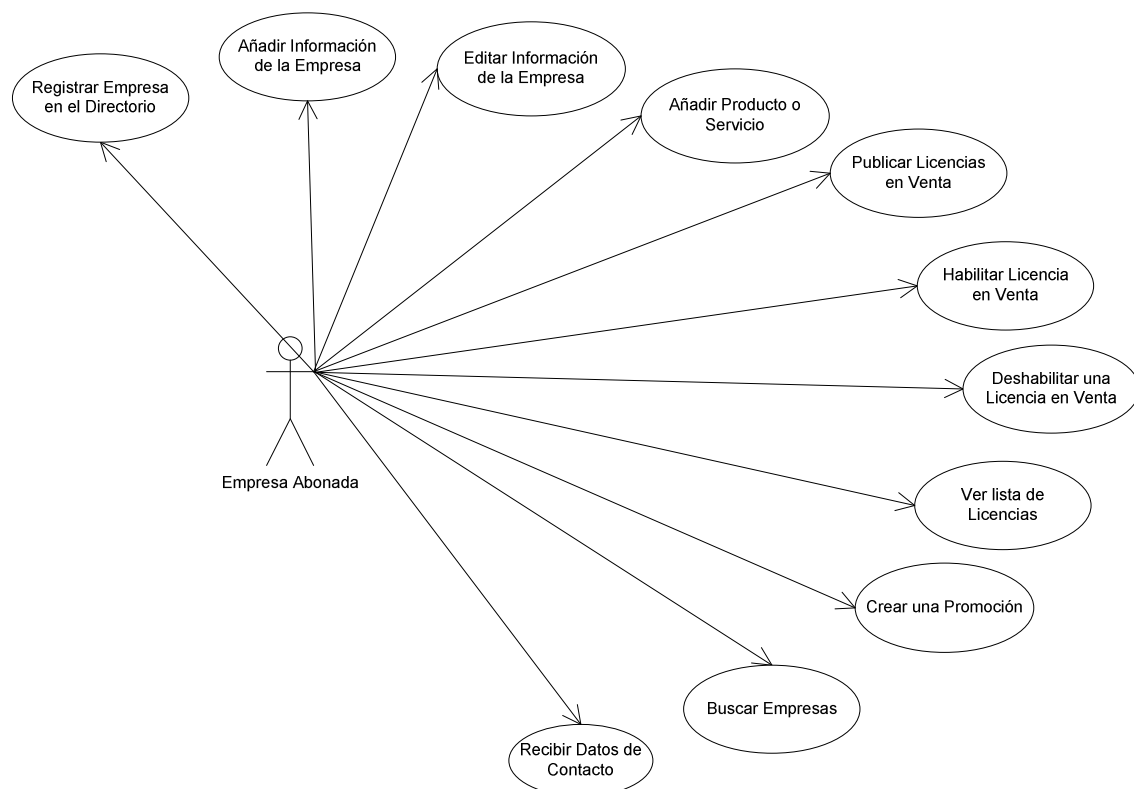 Registrar Empresa
en el Directorio
Añadir Información
de la Empresa
Editar Información
de la Empresa
Añadir Producto o
Servicio
Publicar Licencias
en Venta
Habilitar Licencia
en Venta
Deshabilitar una
Licencia en Venta
Ver lista de
Licencias
Crear una Promoción
Buscar Empresas
Recibir Datos de
Contacto
Empresa Abonada